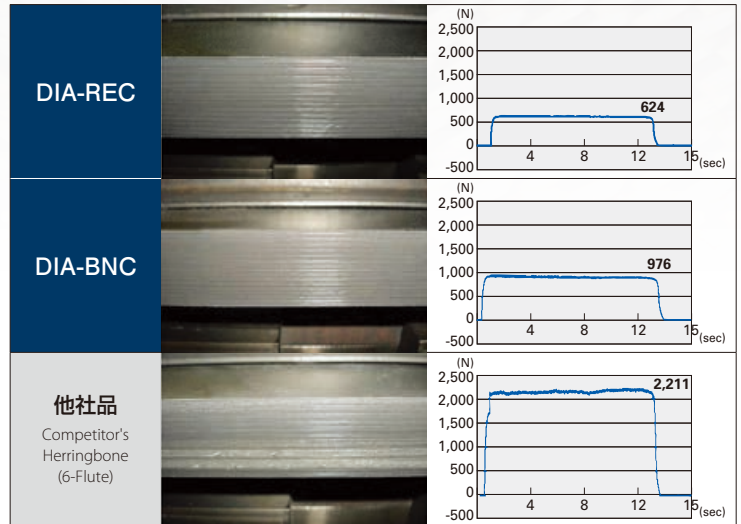 DIA-REC
(N)
2,500
2,000
1,500
1,000
500
0
-500
624
4 8 12 15 (sec)
DIA-BNC
(N)
2,500
2,000
1,500
1,000
500
0
-500
976
4 8 12 15 (sec)
他社品
Competitor's
Herringbone
(6-Flute)
(N)
2,500
2,000
1,500
1,000
500
0
-500
2,211
4 8 12 15 (sec)